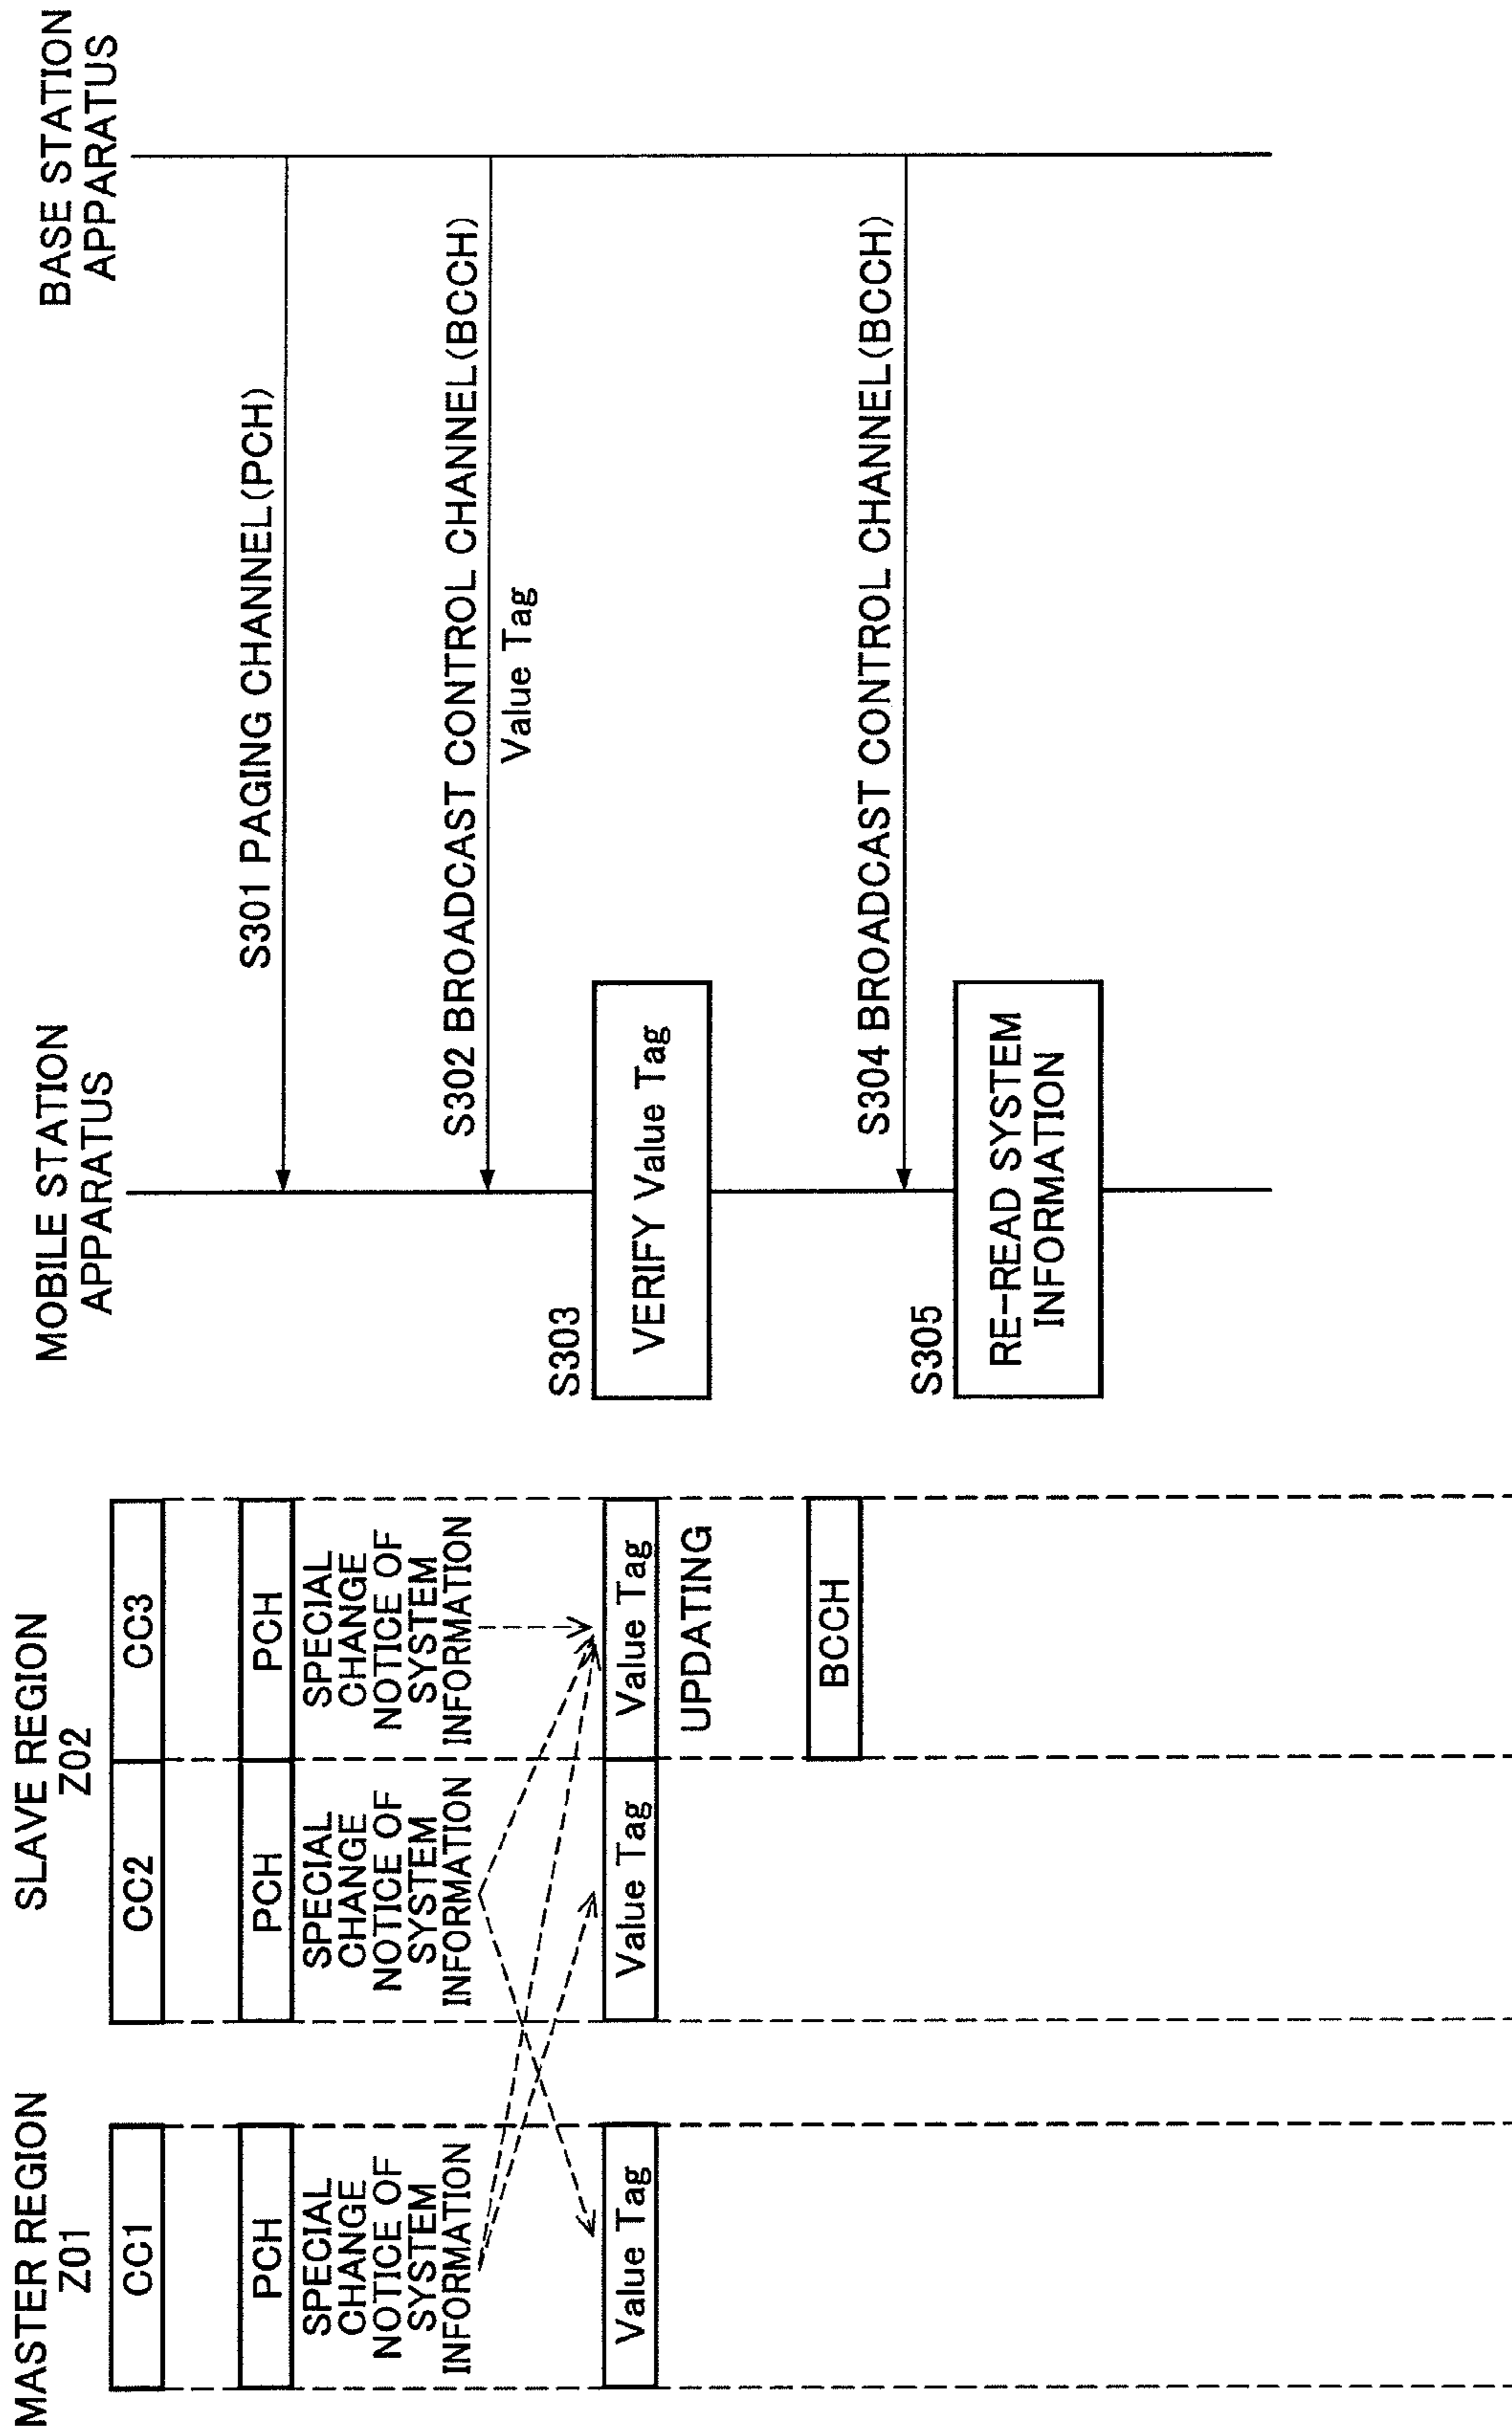 MASTER REGION
Z01
SLAVE REGION
Z02
MOBILE STATION
APPARATUS
BASE STATION
APPARATUS
CC1
CC2
CC3
PCH
PCH
PCH
SPECIAL
CHANGE
NOTICE OF
SYSTEM
INFORMATION
SPECIAL
CHANGE
NOTICE OF
SYSTEM
INFORMATION
SPECIAL
CHANGE
NOTICE OF
SYSTEM
INFORMATION
S301 PAGING CHANNEL(PCH)
S302 BROADCAST CONTROL CHANNEL(BCCH)
Value Tag
Value Tag
Value Tag
Value Tag
UPDATING
S303
VERIFY Value Tag
BCCH
S304 BROADCAST CONTROL CHANNEL(BCCH)
S305
RE-READ SYSTEM
INFORMATION